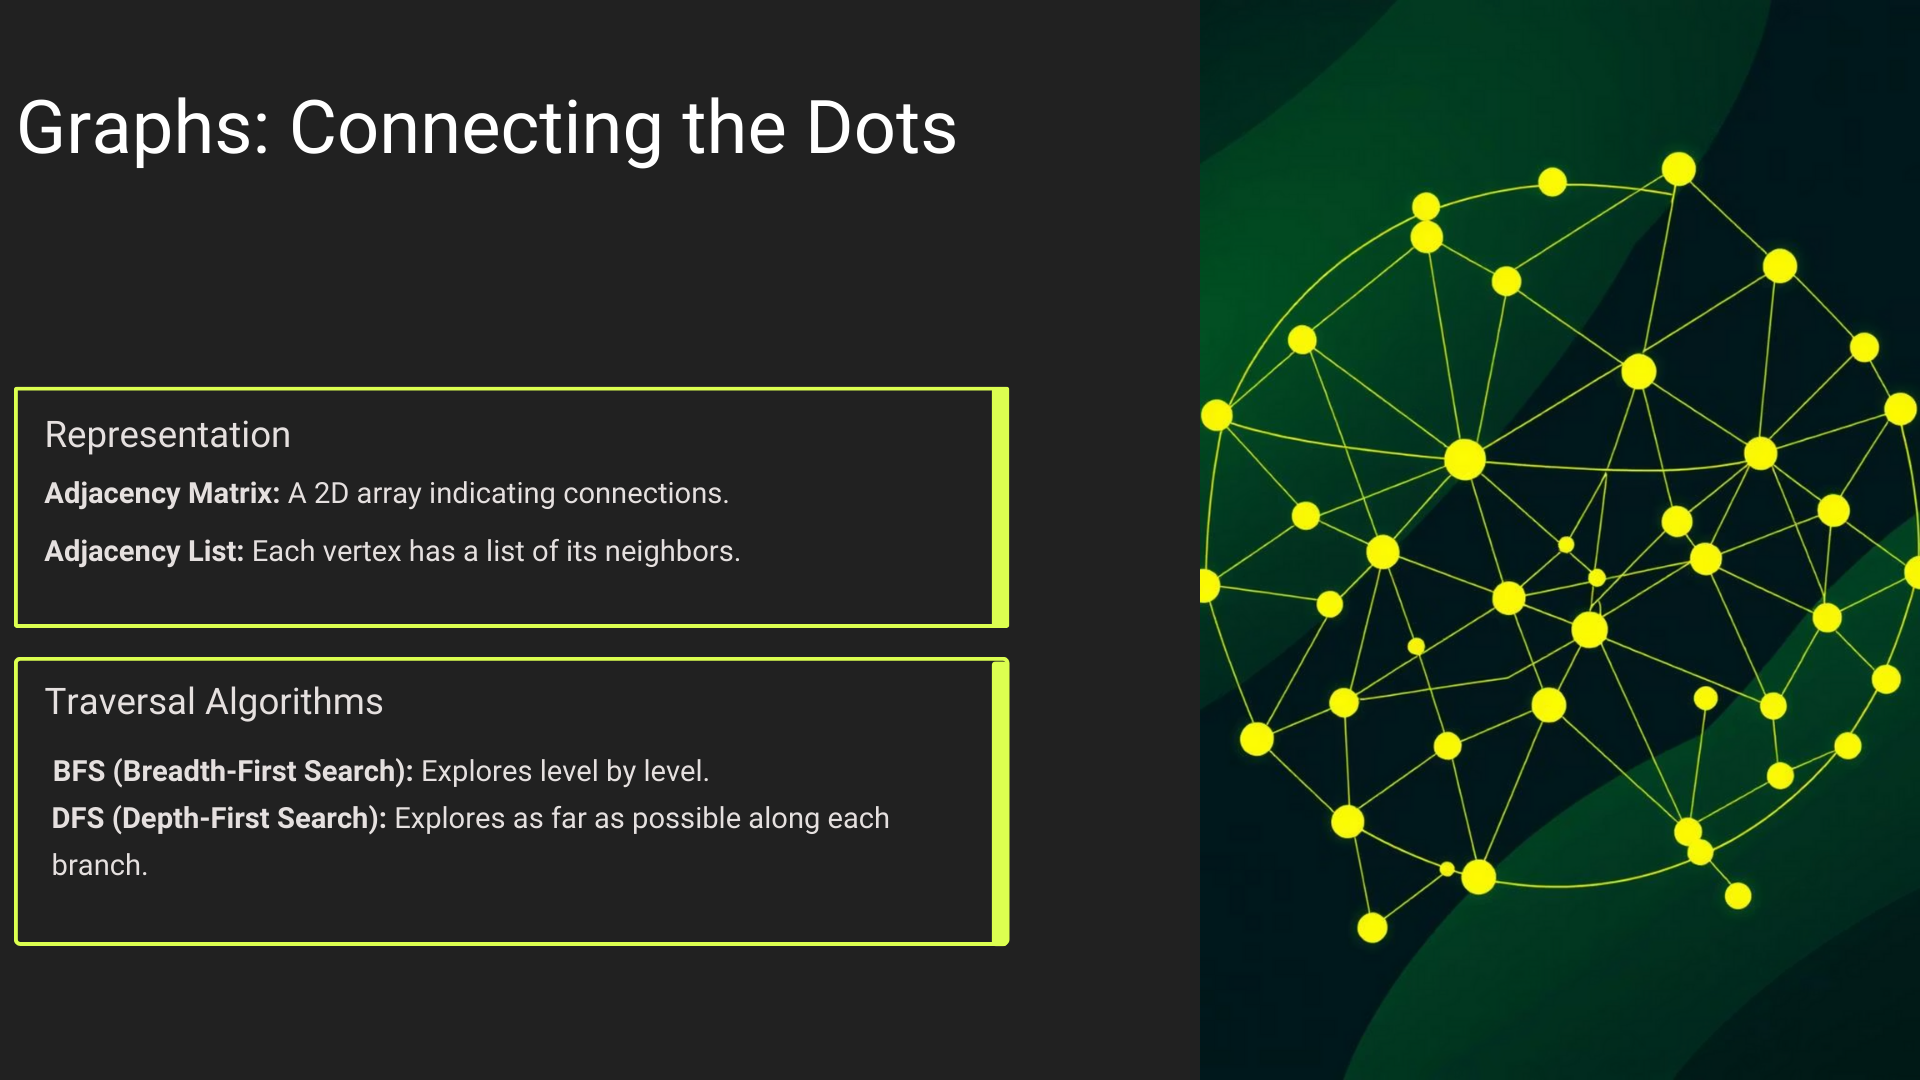 Graphs: Connecting the Dots
Representation
Adjacency Matrix: A 2D array indicating connections.
Adjacency List: Each vertex has a list of its neighbors.
Traversal Algorithms
BFS (Breadth-First Search): Explores level by level.
DFS (Depth-First Search): Explores as far as possible along each
branch.